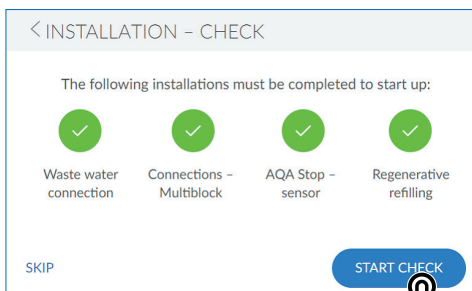 < INSTALLATION – CHECK
The following installations must be completed to start up:
Waste water
connection
Connections –
Multiblock
AQA Stop –
sensor
Regenerative
refilling
SKIP
START CHECK